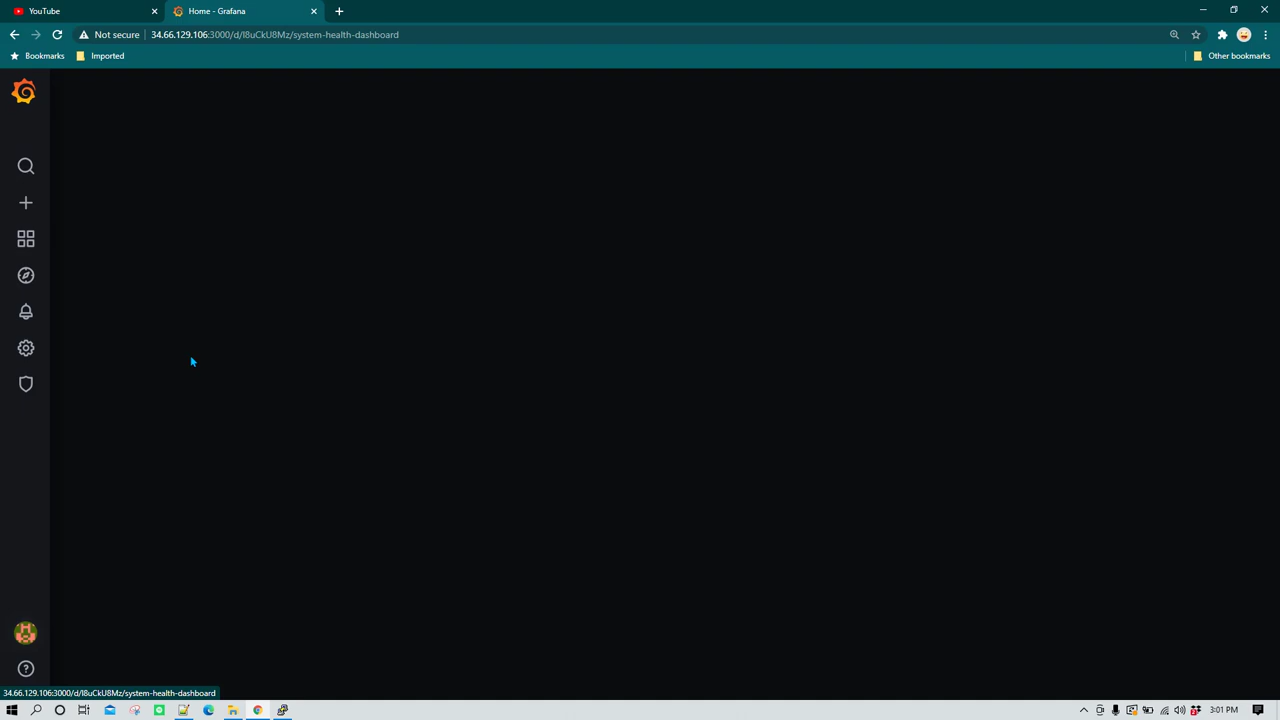 YouTube
Home - Grafana
Not secure
34.66.129.106:3000/d/l8uCkU8Mz/system-health-dashboard
Bookmarks
Imported
Other bookmarks
34.66.129.106:3000/d/l8uCkU8Mz/system-health-dashboard
3:01 PM